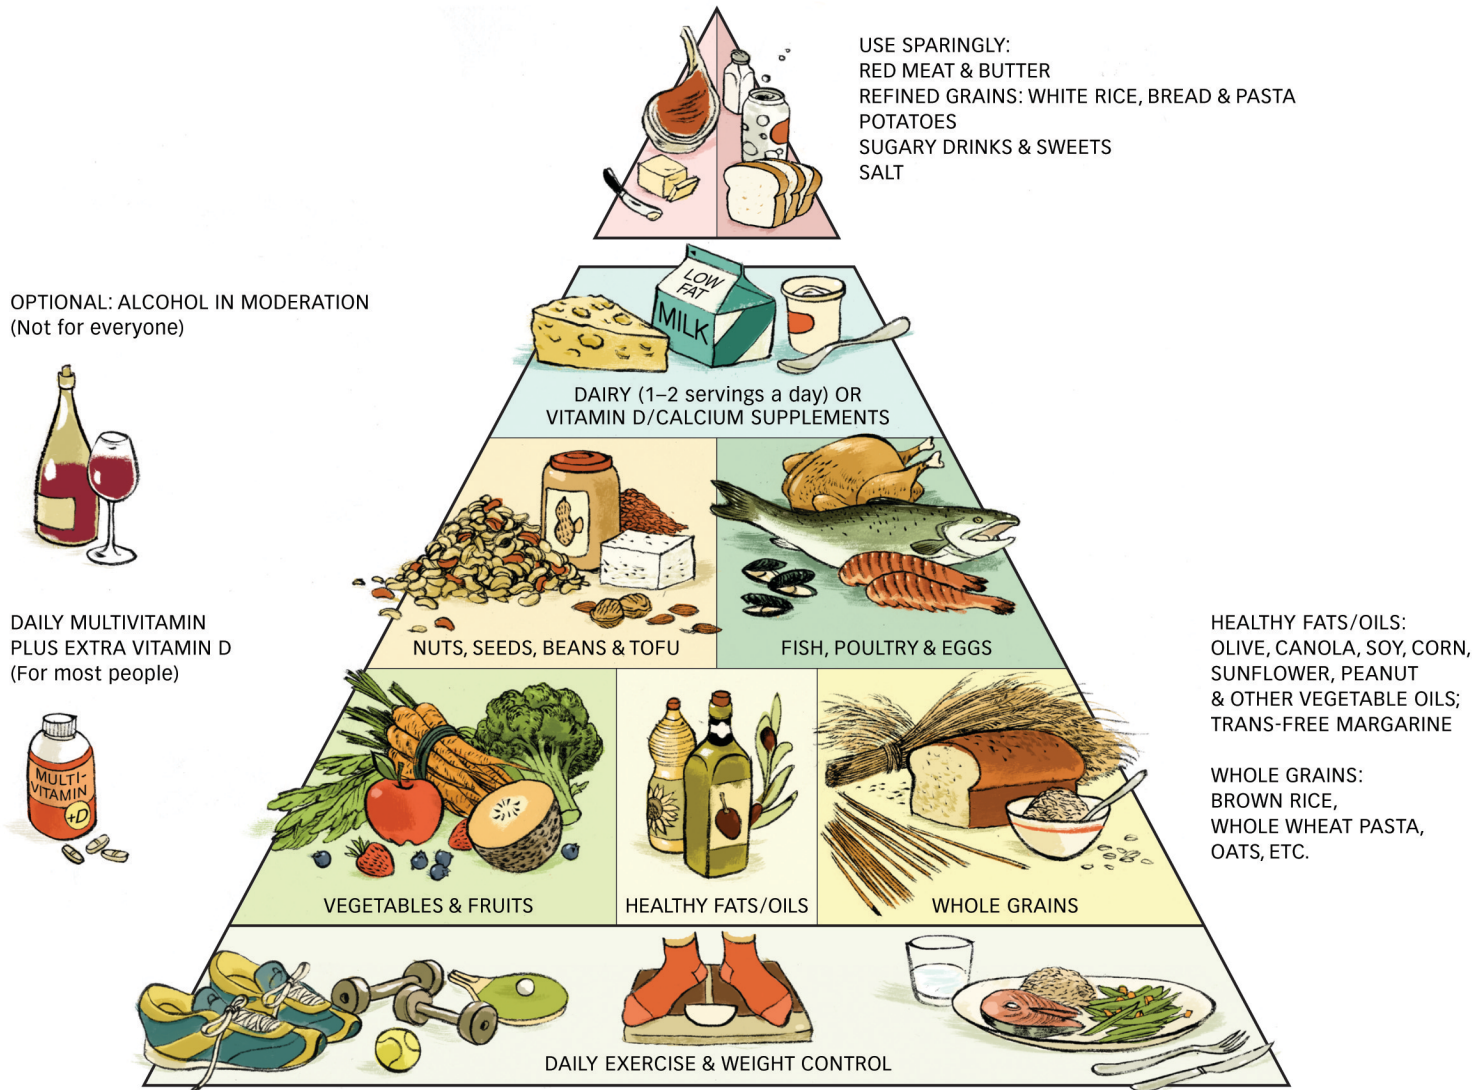 USE SPARINGLY:
RED MEAT & BUTTER
REFINED GRAINS: WHITE RICE, BREAD & PASTA
POTATOES
SUGARY DRINKS & SWEETS
SALT
OPTIONAL: ALCOHOL IN MODERATION
(Not for everyone)
LOW
FAT
MILK
DAIRY (1–2 servings a day) OR
VITAMIN D/CALCIUM SUPPLEMENTS
NUTS, SEEDS, BEANS & TOFU
FISH, POULTRY & EGGS
DAILY MULTIVITAMIN
PLUS EXTRA VITAMIN D
(For most people)
MULTI-
VITAMIN
+D
HEALTHY FATS/OILS:
OLIVE, CANOLA, SOY, CORN,
SUNFLOWER, PEANUT
& OTHER VEGETABLE OILS;
TRANS-FREE MARGARINE
WHOLE GRAINS:
BROWN RICE,
WHOLE WHEAT PASTA,
OATS, ETC.
VEGETABLES & FRUITS
HEALTHY FATS/OILS
WHOLE GRAINS
DAILY EXERCISE & WEIGHT CONTROL